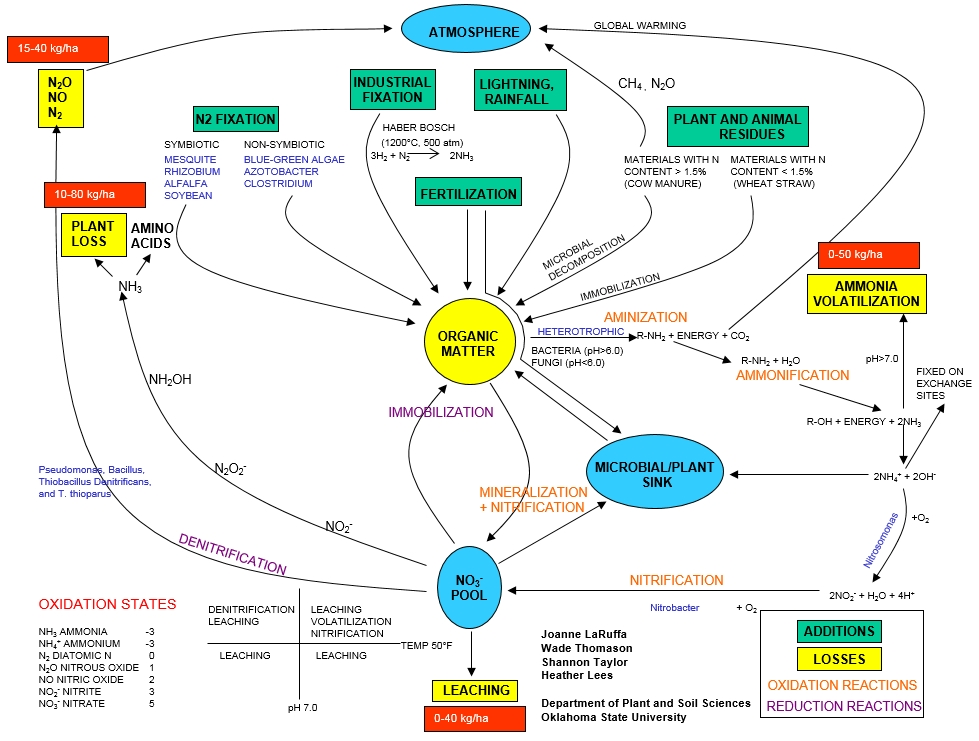 ATMOSPHERE
GLOBAL WARMING
15-40 kg/ha
N₂O
NO
N₂
INDUSTRIAL
FIXATION
LIGHTNING,
RAINFALL
CH₄, N₂O
N2 FIXATION
PLANT AND ANIMAL
RESIDUES
HABER BOSCH
(1200°C, 500 atm)
3H₂ + N₂ 2NH₃
SYMBIOTIC
MESQUITE
RHIZOBIUM
ALFALFA
SOYBEAN
NON-SYMBIOTIC
BLUE-GREEN ALGAE
AZOTOBACTER
CLOSTRIDIUM
MATERIALS WITH N
CONTENT > 1.5%
(COW MANURE)
MATERIALS WITH N
CONTENT < 1.5%
(WHEAT STRAW)
FERTILIZATION
10-80 kg/ha
PLANT
LOSS
AMINO
ACIDS
NH₃
MICROBIAL
DECOMPOSITION
IMMOBILIZATION
0-50 kg/ha
AMMONIA
VOLATILIZATION
ORGANIC
MATTER
AMINIZATION
HETEROTROPHIC
R-NH₂ + ENERGY + CO₂
BACTERIA (pH>6.0)
FUNGI (pH<6.0)
R-NH₂ + H₂O
AMMONIFICATION
pH>7.0
FIXED ON
EXCHANGE
SITES
R-OH + ENERGY + 2NH₃
NH₂OH
IMMOBILIZATION
MICROBIAL/PLANT
SINK
2NH₄⁺ + 2OH⁻
N₂O₂⁻
Pseudomonas, Bacillus,
Thiobacillus Denitrificans,
and T. thioparus
MINERALIZATION
+ NITRIFICATION
+O₂
Nitrosomonas
NO₂⁻
DENITRIFICATION
NO₃⁻
POOL
NITRIFICATION
Nitrobacter
+ O₂
2NO₂⁻ + H₂O + 4H⁺
OXIDATION STATES
NH₃ AMMONIA -3
NH₄⁺ AMMONIUM -3
N₂ DIATOMIC N 0
N₂O NITROUS OXIDE 1
NO NITRIC OXIDE 2
NO₂⁻ NITRITE 3
NO₃⁻ NITRATE 5
DENITRIFICATION
LEACHING
LEACHING
VOLATILIZATION
NITRIFICATION
TEMP 50°F
LEACHING
LEACHING
pH 7.0
LEACHING
0-40 kg/ha
Joanne LaRuffa
Wade Thomason
Shannon Taylor
Heather Lees
Department of Plant and Soil Sciences
Oklahoma State University
ADDITIONS
LOSSES
OXIDATION REACTIONS
REDUCTION REACTIONS